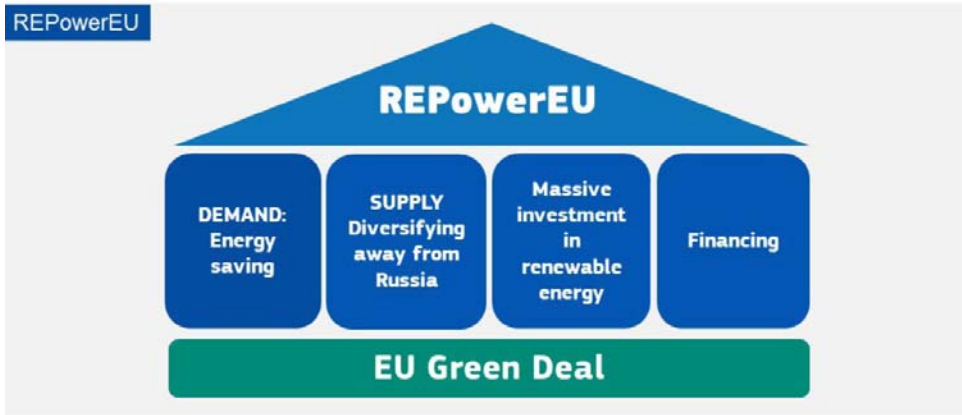 REPowerEU
REPowerEU
DEMAND:
Energy
saving
SUPPLY
Diversifying
away from
Russia
Massive
investment
in
renewable
energy
Financing
EU Green Deal